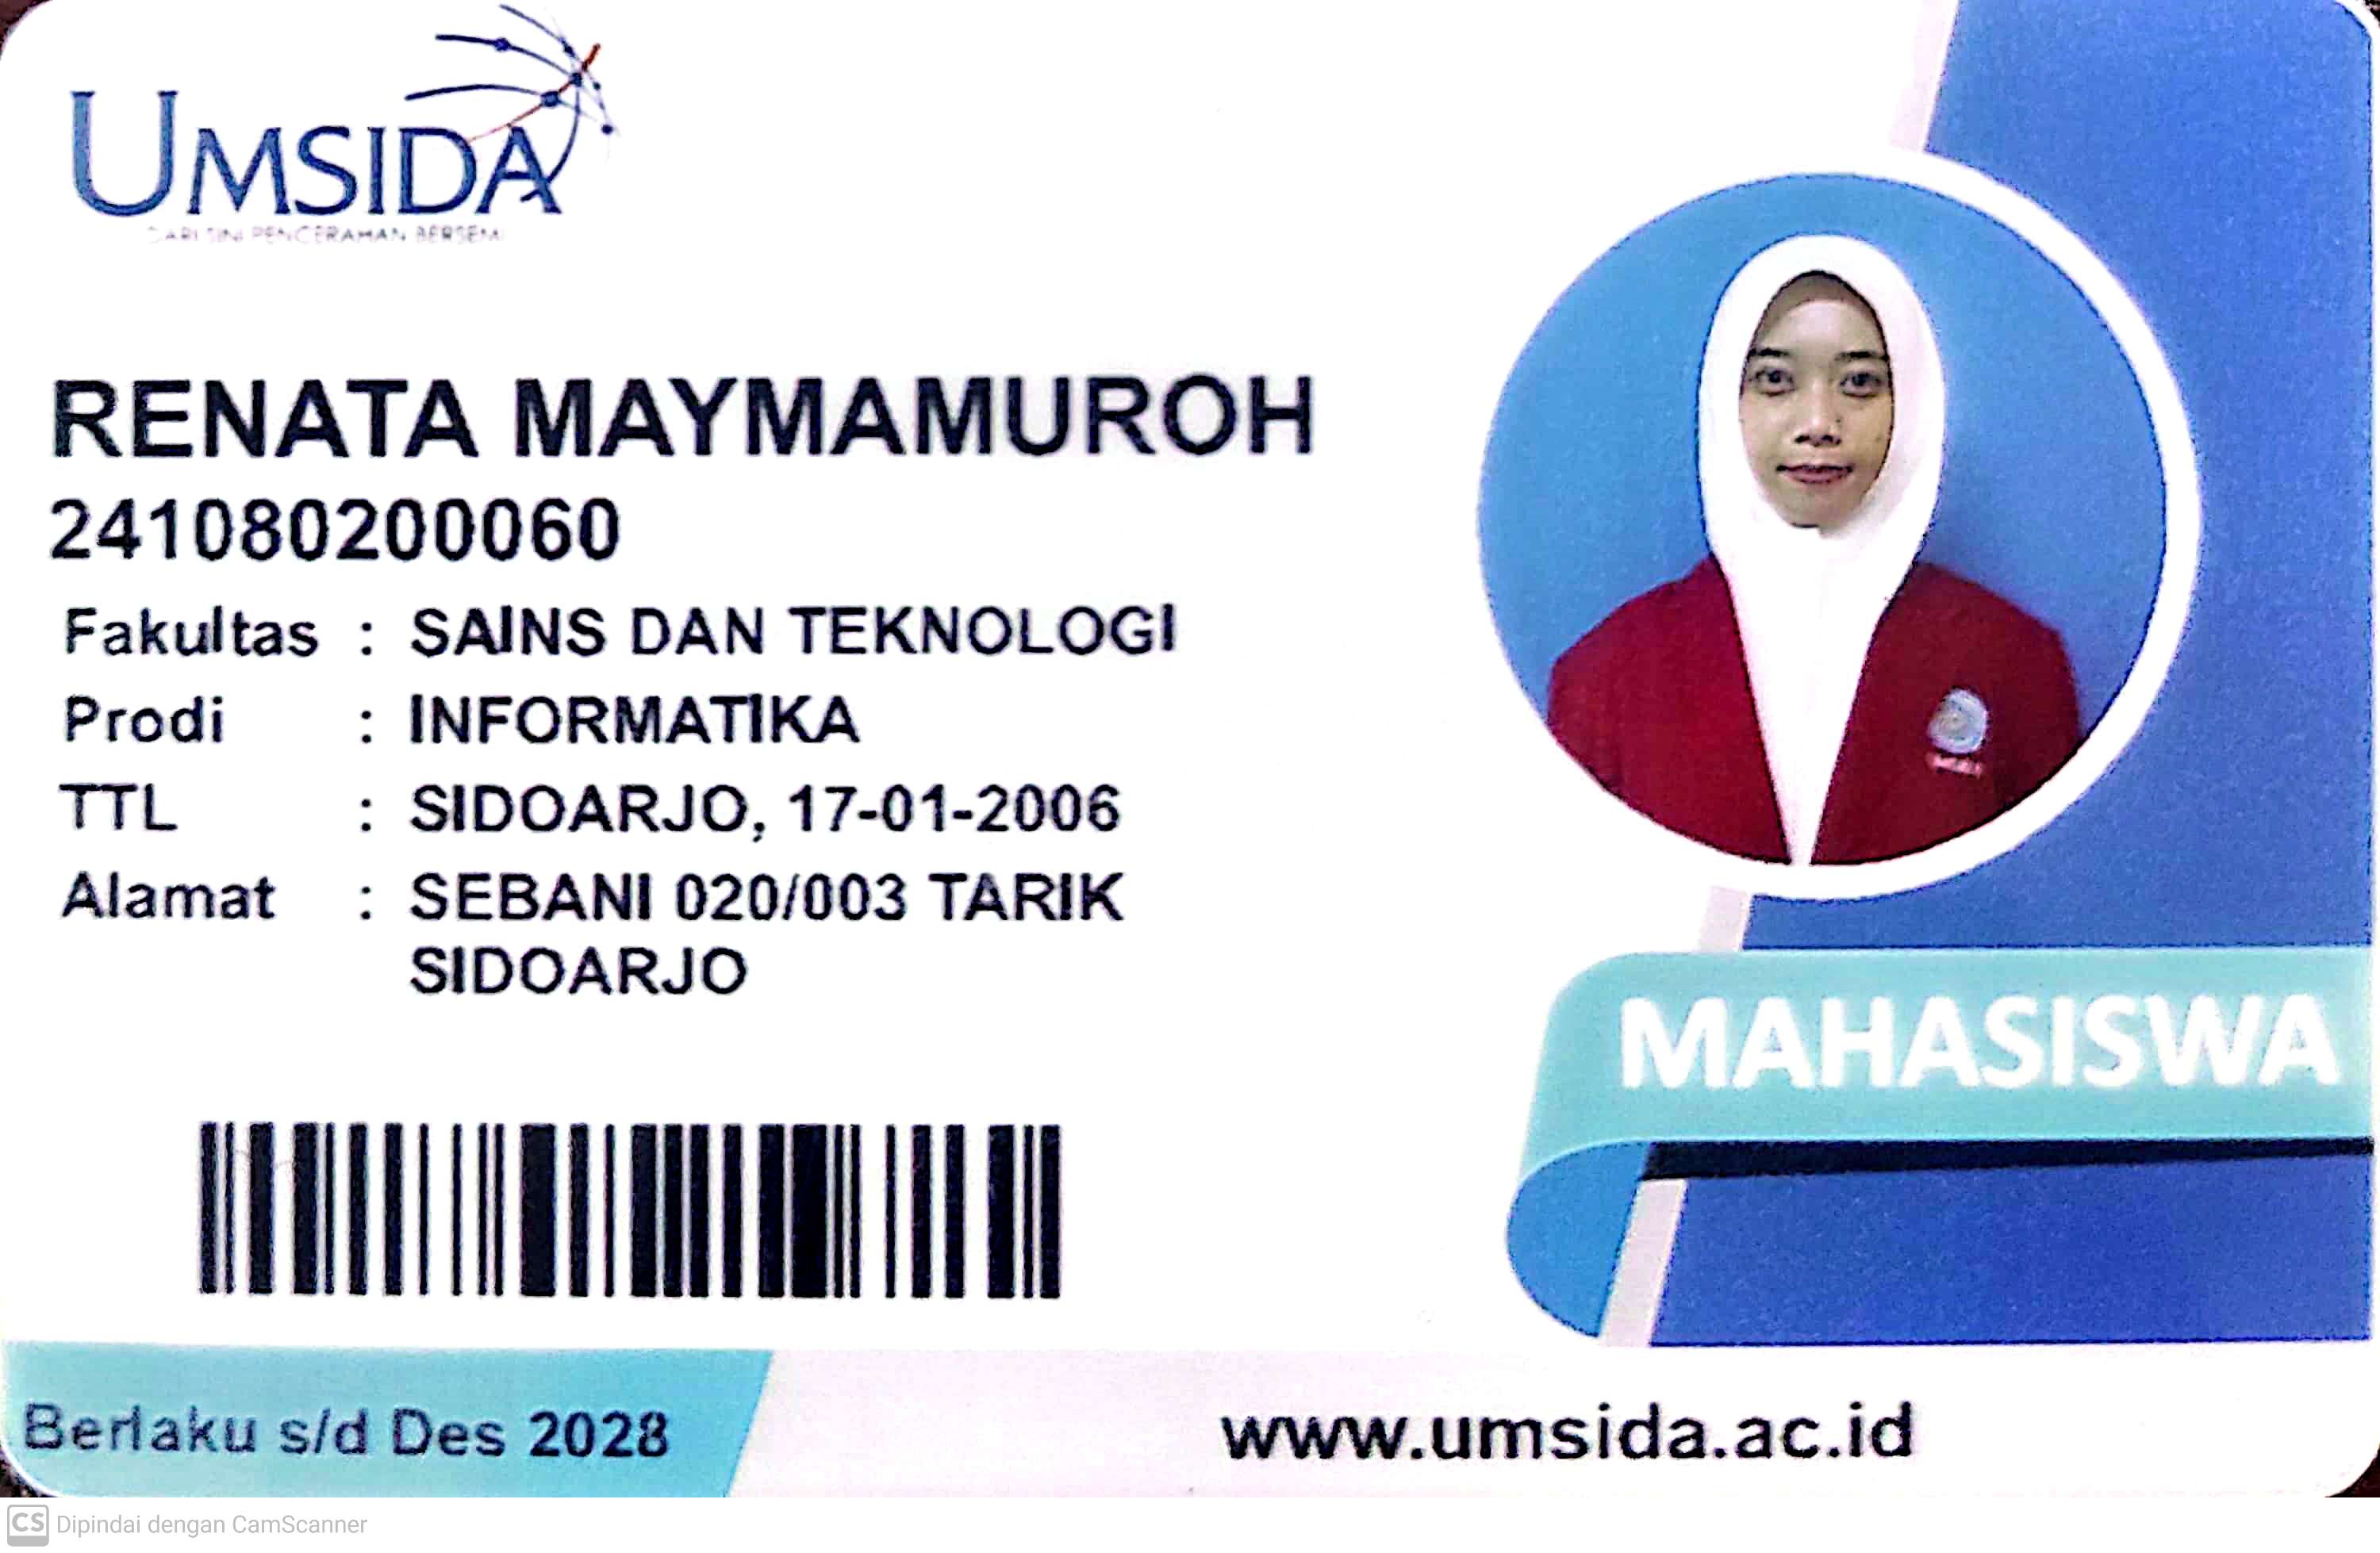 UMSIDA
DARI SINI PENCERAHAN BERSEMI
RENATA MAYMAMUROH
241080200060
Fakultas : SAINS DAN TEKNOLOGI
Prodi : INFORMATIKA
TTL : SIDOARJO, 17-01-2006
Alamat : SEBANI 020/003 TARIK
SIDOARJO
MAHASISWA
Berlaku s/d Des 2028
www.umsida.ac.id
CS Dipindai dengan CamScanner